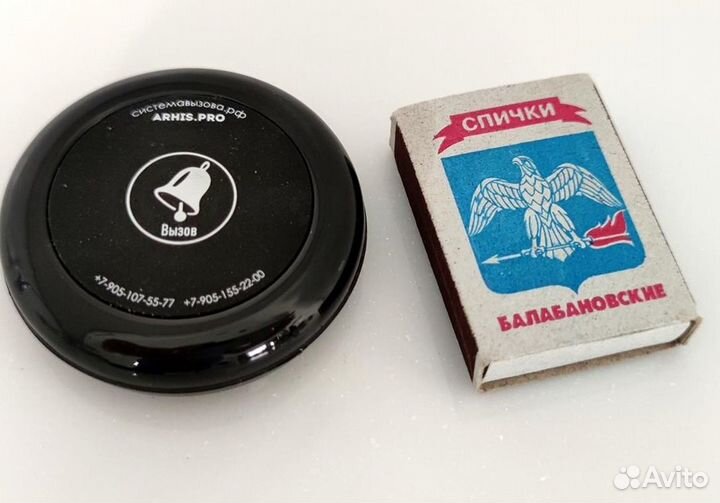 системавызова.рф
ARHIS.PRO
Вызов
+7-905-107-55-77 +7-905-155-22-00
СПИЧКИ
БАЛАБАНОВСКИЕ
Avito